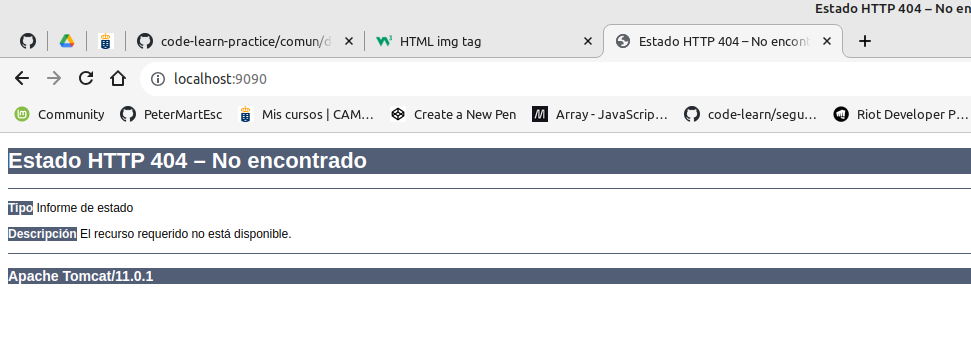 Estado HTTP 404 – No en
code-learn-practice/comun/d
HTML img tag
Estado HTTP 404 – No encont
localhost:9090
Community
PeterMartEsc
Mis cursos | CAM…
Create a New Pen
Array - JavaScrip…
code-learn/segu…
Riot Developer P…
Estado HTTP 404 – No encontrado
Tipo Informe de estado
Descripción El recurso requerido no está disponible.
Apache Tomcat/11.0.1